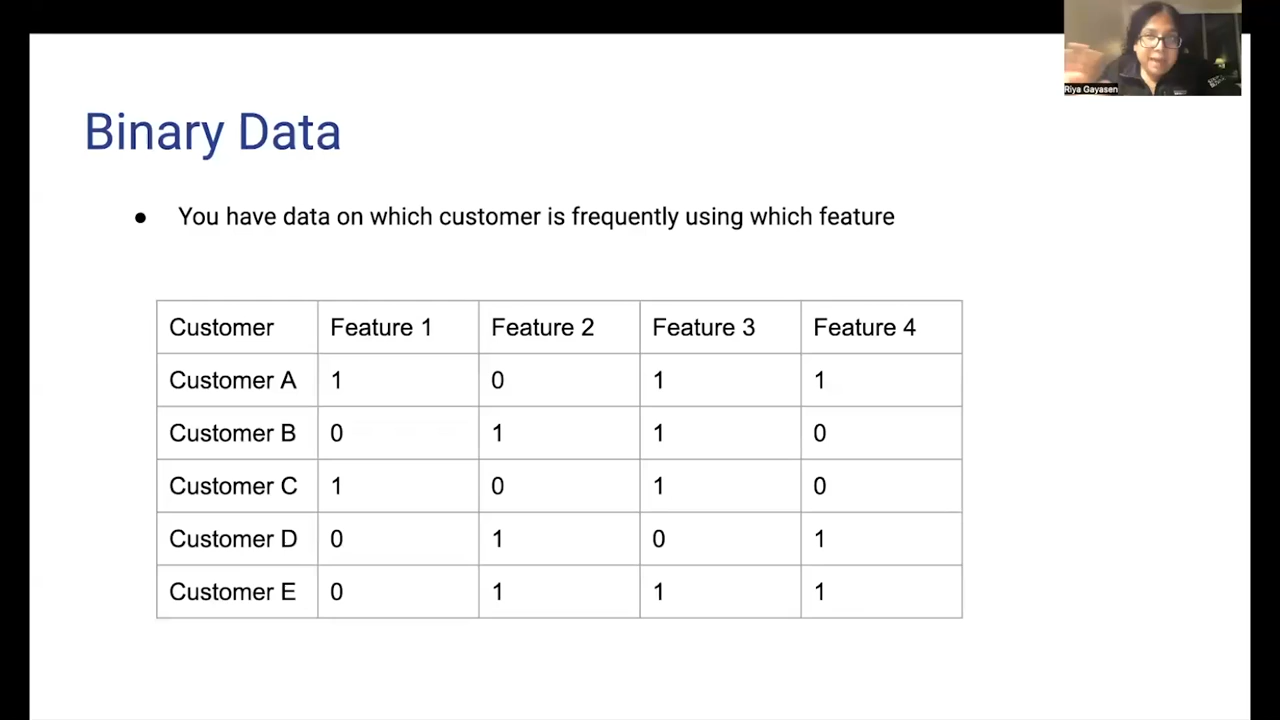 Riya Gayasen
Binary Data
● You have data on which customer is frequently using which feature
Customer Feature 1 Feature 2 Feature 3 Feature 4
Customer A 1 0 1 1
Customer B 0 1 1 0
Customer C 1 0 1 0
Customer D 0 1 0 1
Customer E 0 1 1 1